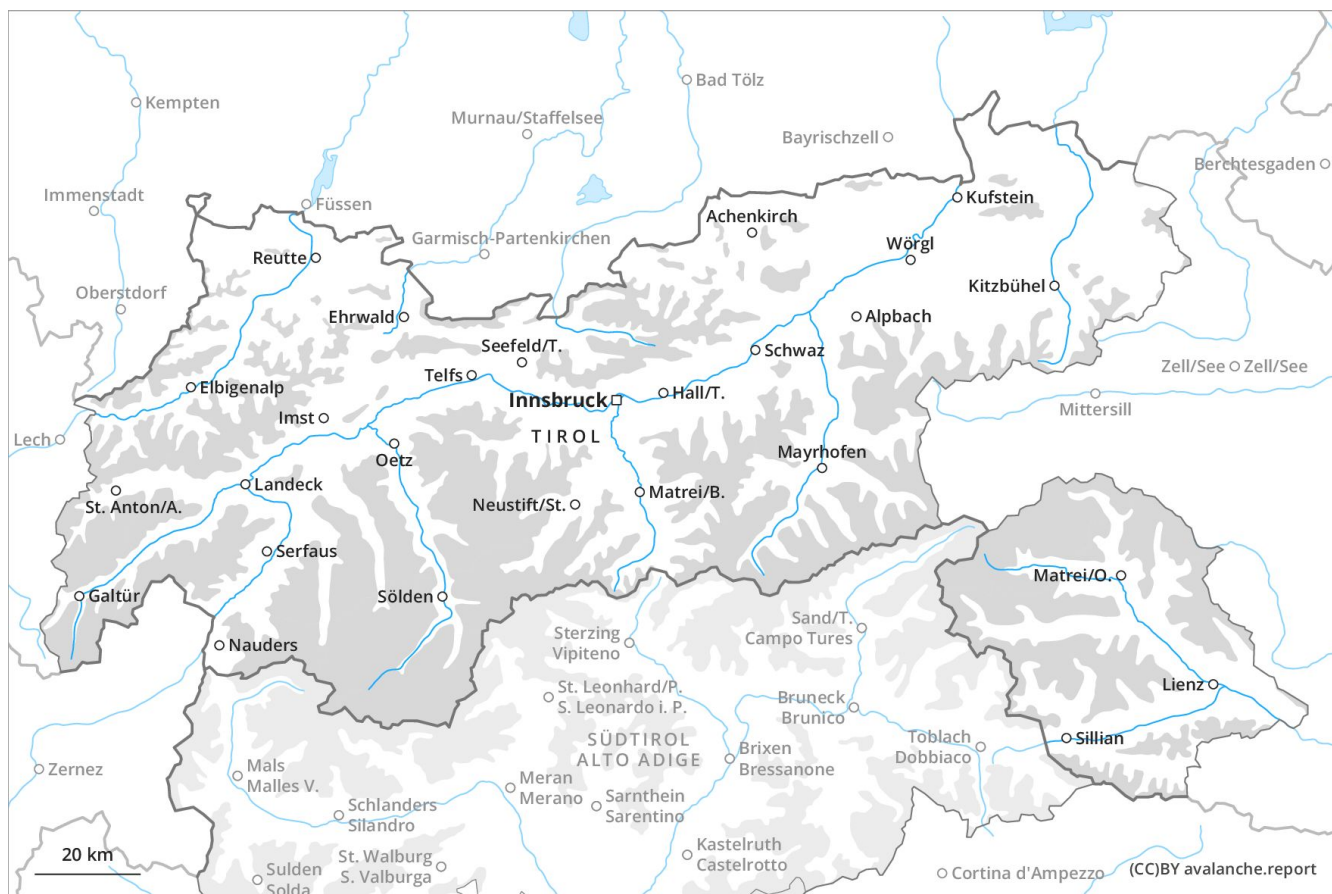 Kempten
Bad Tölz
Murnau/Staffelsee
Bayrischzell
Berchtesgaden
Immenstadt
Füssen
Kufstein
Achenkirch
Garmisch-Partenkirchen
Wörgl
Reutte
Oberstdorf
Kitzbühel
Ehrwald
Alpbach
Seefeld/T.
Schwaz
Telfs
Zell/See
Zell/See
Elbigenalp
Innsbruck
Hall/T.
Mittersill
Imst
TIROL
Lech
Oetz
Mayrhofen
Landeck
St. Anton/A.
Neustift/St.
Matrei/B.
Serfaus
Matrei/O.
Galtür
Sölden
Sand/T.
Campo Tures
Sterzing
Vipiteno
Nauders
Lienz
St. Leonhard/P.
S. Leonardo i. P.
Bruneck
Brunico
SÜDTIROL
ALTO ADIGE
Toblach
Dobbiaco
Sillian
Brixen
Bressanone
Zernez
Mals
Malles V.
Meran
Merano
Sarnthein
Sarentino
Schlanders
Silandro
Kastelruth
Castelrotto
20 km
St. Walburg
S. Valburga
Sulden
Solda
Cortina d'Ampezzo
(CC)BY avalanche.report